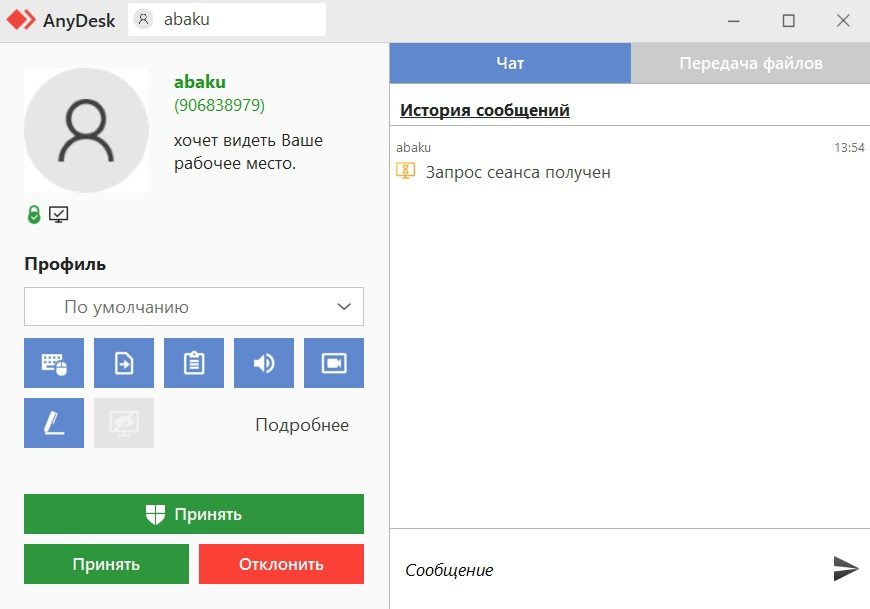 AnyDesk
abaku
abaku
(906838979)
хочет видеть Ваше
рабочее место.
Профиль
По умолчанию
Подробнее
Принять
Принять
Отклонить
Чат
Передача файлов
История сообщений
abaku
13:54
Запрос сеанса получен
Сообщение